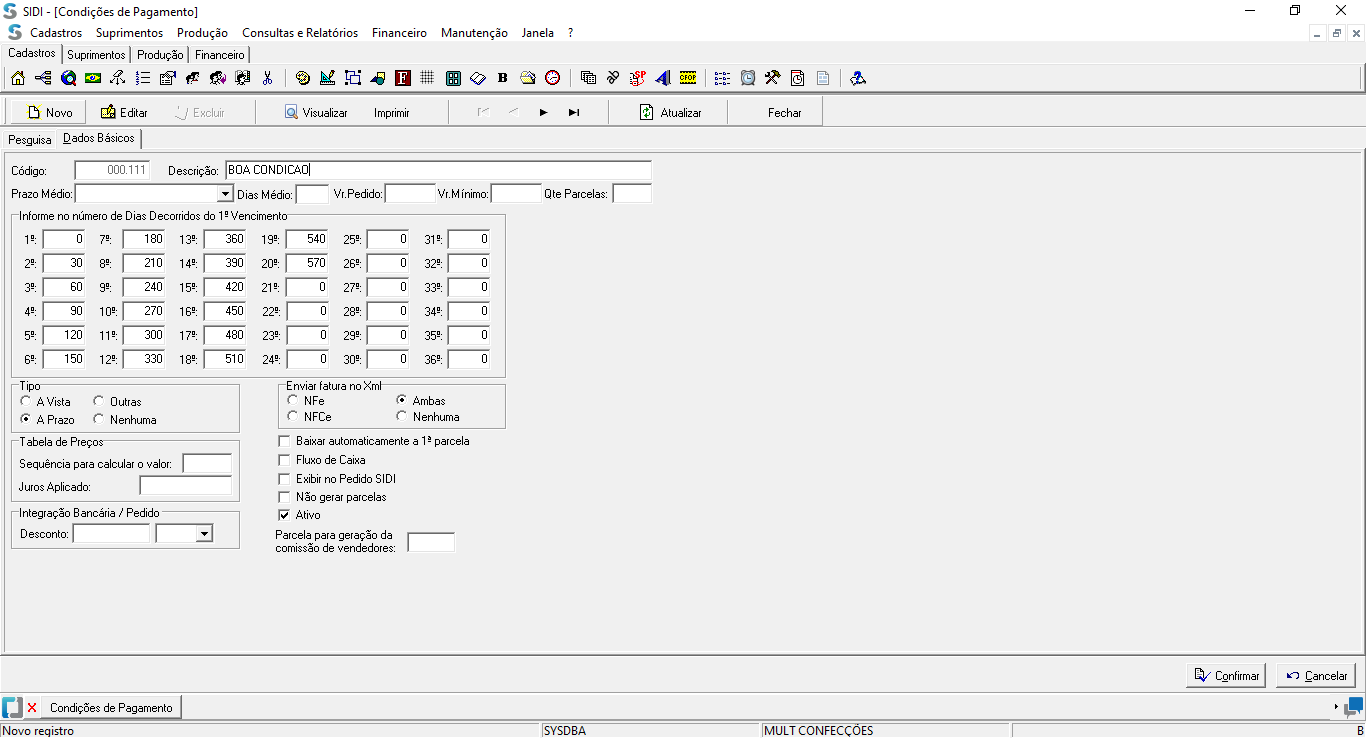 SIDI - [Condições de Pagamento]
Cadastros Suprimentos Produção Consultas e Relatórios Financeiro Manutenção Janela ?
Cadastros Suprimentos Produção Financeiro
F B SP CFOP
Novo Editar Excluir Visualizar Imprimir Atualizar Fechar
Pesquisa Dados Básicos
Código: 000.111 Descrição: BOA CONDICAO
Prazo Médio: Dias Médio: Vr.Pedido: Vr.Mínimo: Qte Parcelas:
Informe no número de Dias Decorridos do 1º Vencimento
1º: 0 7º: 180 13º: 360 19º: 540 25º: 0 31º: 0
2º: 30 8º: 210 14º: 390 20º: 570 26º: 0 32º: 0
3º: 60 9º: 240 15º: 420 21º: 0 27º: 0 33º: 0
4º: 90 10º: 270 16º: 450 22º: 0 28º: 0 34º: 0
5º: 120 11º: 300 17º: 480 23º: 0 29º: 0 35º: 0
6º: 150 12º: 330 18º: 510 24º: 0 30º: 0 36º: 0
Tipo
A Vista Outras
A Prazo Nenhuma
Enviar fatura no Xml
NFe Ambas
NFCe Nenhuma
Tabela de Preços
Sequência para calcular o valor:
Juros Aplicado:
Integração Bancária / Pedido
Desconto:
Baixar automaticamente a 1ª parcela
Fluxo de Caixa
Exibir no Pedido SIDI
Não gerar parcelas
Ativo
Parcela para geração da
comissão de vendedores:
Confirmar Cancelar
Condições de Pagamento
Novo registro SYSDBA MULT CONFECÇÕES B